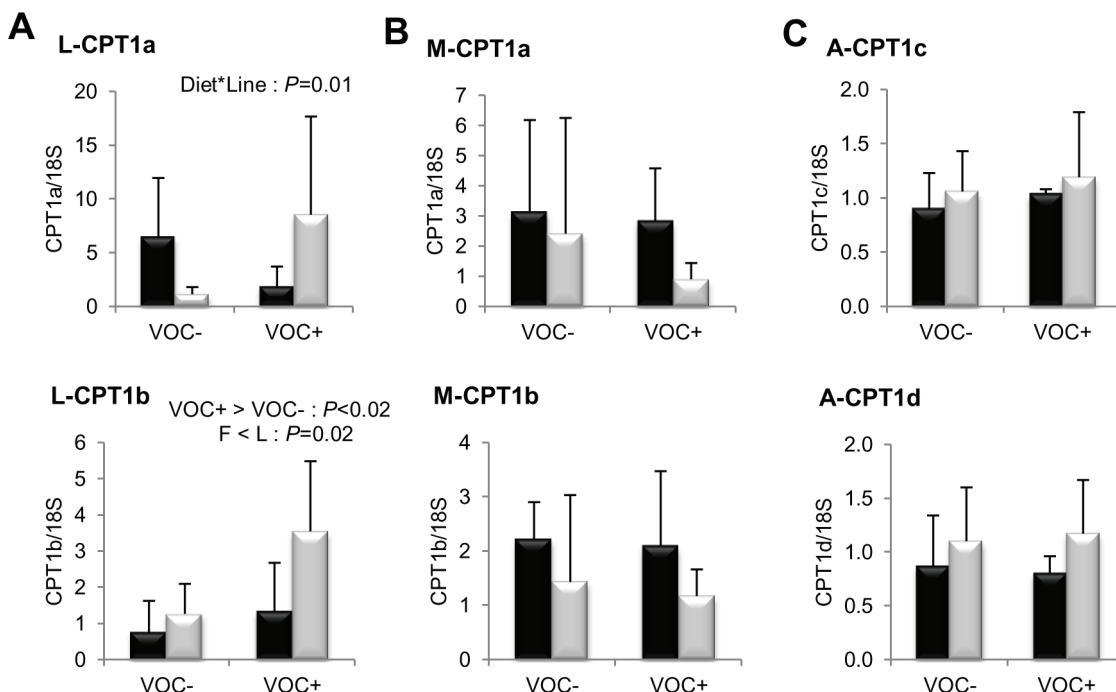 A
L-CPT1a
Diet*Line : P=0.01
CPT1a/18S
20
15
10
5
0
VOC-
VOC+
B
M-CPT1a
CPT1a/18S
7
6
5
4
3
2
1
0
VOC-
VOC+
C
A-CPT1c
CPT1c/18S
2.0
1.5
1.0
0.5
0.0
VOC-
VOC+
L-CPT1b
VOC+ > VOC- : P<0.02
F < L : P=0.02
CPT1b/18S
6
5
4
3
2
1
0
VOC-
VOC+
M-CPT1b
CPT1b/18S
4
3
2
1
0
VOC-
VOC+
A-CPT1d
CPT1d/18S
2.0
1.5
1.0
0.5
0.0
VOC-
VOC+